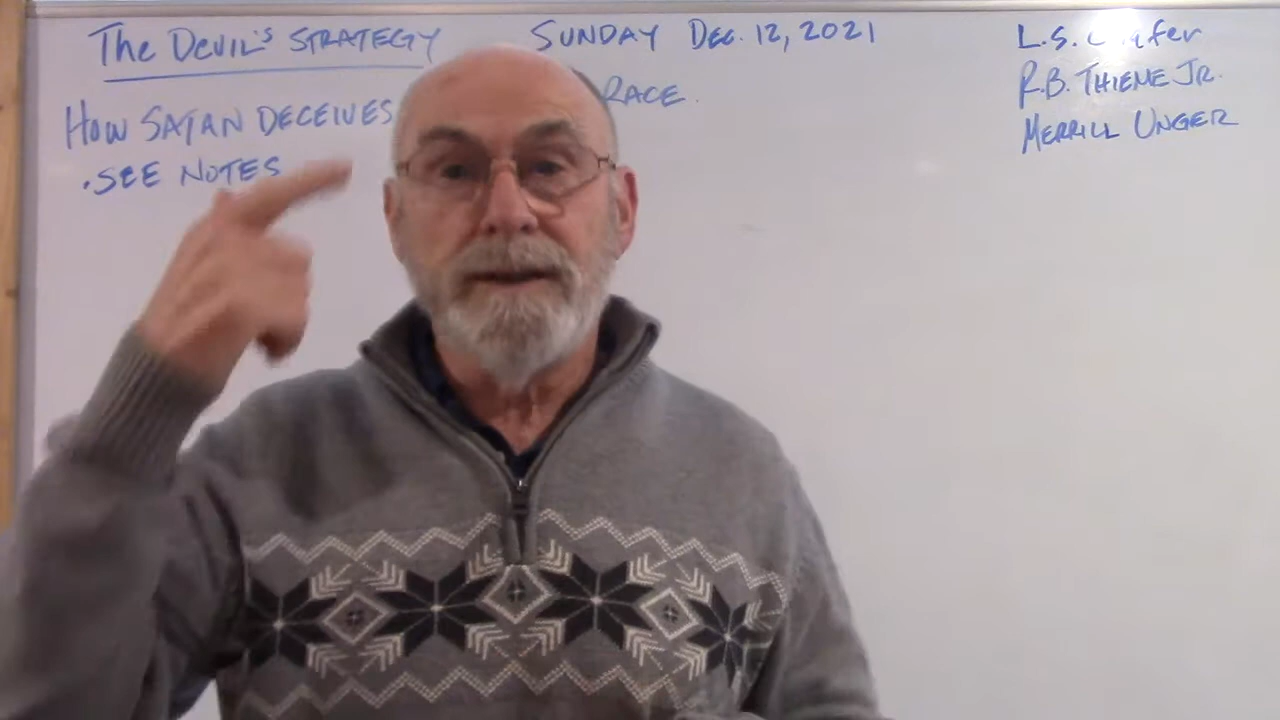 The Devil's Strategy
Sunday Dec. 12, 2021
How Satan Deceives
Race.
• See Notes
L.S.
R.B. Thieme Jr.
Merrill Unger